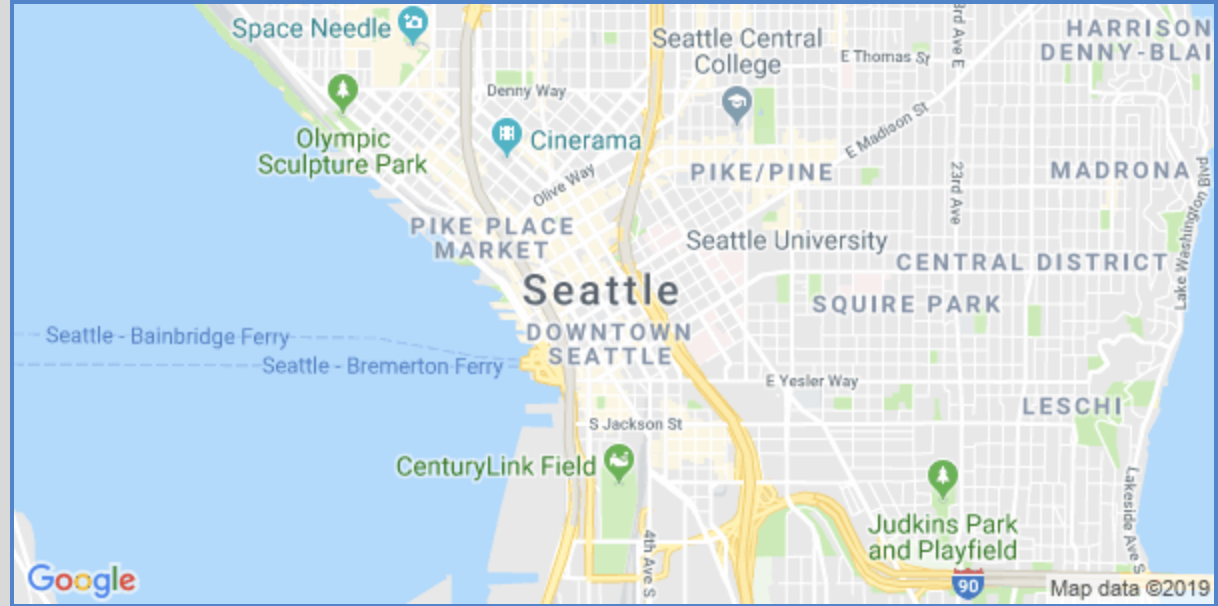 Space Needle
Seattle Central
College
E Thomas St
3rd Ave E
HARRISON
DENNY-BLAI
Denny Way
Olympic
Sculpture Park
Cinerama
E Madison St
Olive Way
PIKE/PINE
23rd Ave
MADRONA
Lake Washington Blvd
PIKE PLACE
MARKET
Seattle University
CENTRAL DISTRICT
Seattle
SQUIRE PARK
DOWNTOWN
SEATTLE
Seattle - Bainbridge Ferry
Seattle - Bremerton Ferry
E Yesler Way
LESCHI
S Jackson St
CenturyLink Field
Judkins Park
and Playfield
Lakeside Ave S
4th Ave S
90
Google
Map data ©2019